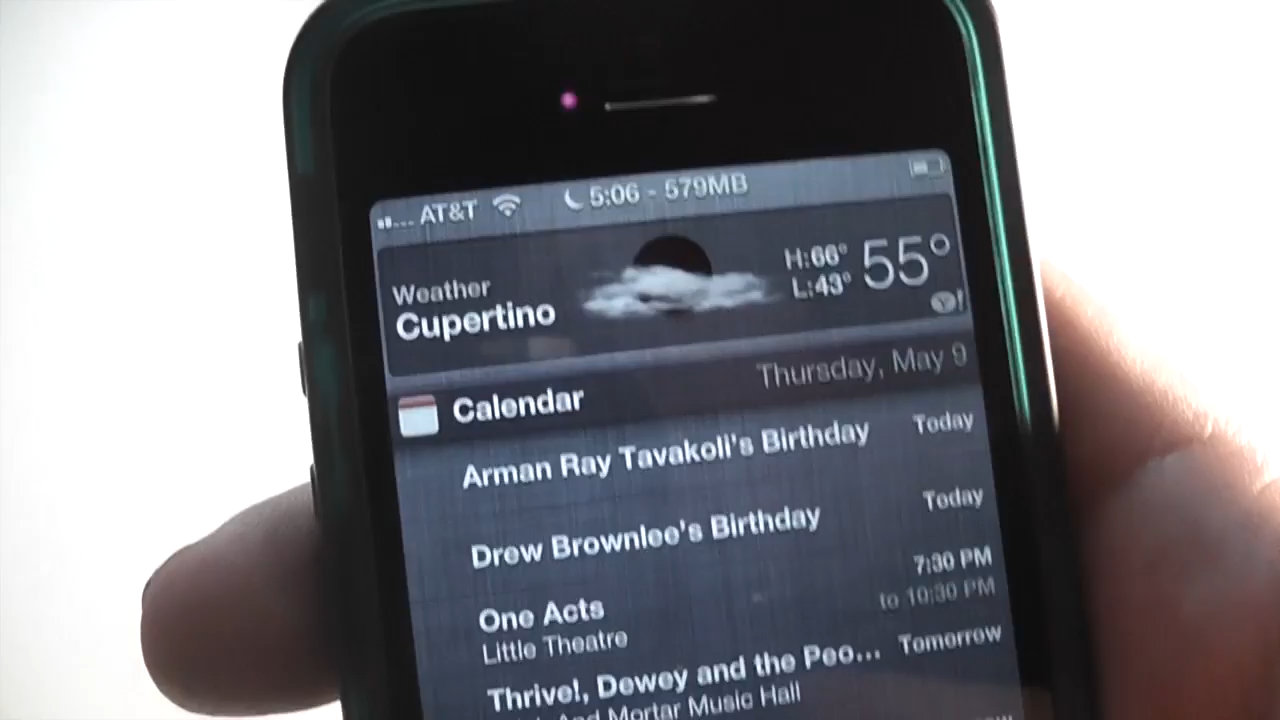 AT&T 5:06 - 579MB
Weather
Cupertino
H:66°
L:43°
55°
Y!
Calendar
Thursday, May 9
Arman Ray Tavakoli's Birthday Today
Drew Brownlee's Birthday Today
One Acts 7:30 PM
Little Theatre to 10:30 PM
Thrive!, Dewey and the Peo... Tomorrow
And Mortar Music Hall